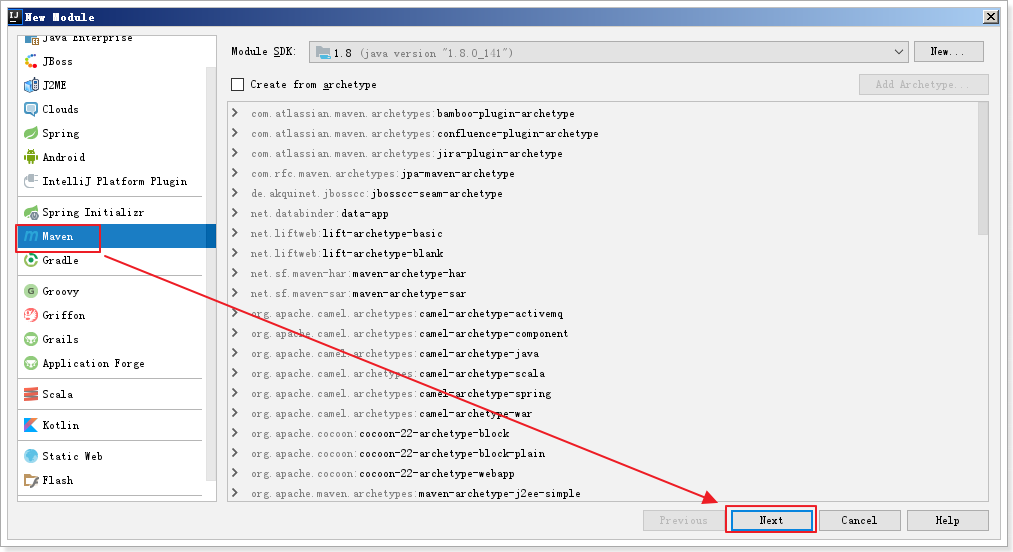 New Module
Java Enterprise
JBoss
J2ME
Clouds
Spring
Android
IntelliJ Platform Plugin
Spring Initializr
Maven
Gradle
Groovy
Griffon
Grails
Application Forge
Scala
Kotlin
Static Web
Flash
Module SDK: 1.8 (java version "1.8.0_141") New...
Create from archetype Add Archetype...
com.atlassian.maven.archetypes:bamboo-plugin-archetype
com.atlassian.maven.archetypes:confluence-plugin-archetype
com.atlassian.maven.archetypes:jira-plugin-archetype
com.rfc.maven.archetypes:jpa-maven-archetype
de.akquinet.jbosscc:jbosscc-seam-archetype
net.databinder:data-app
net.liftweb:lift-archetype-basic
net.liftweb:lift-archetype-blank
net.sf.maven-har:maven-archetype-har
net.sf.maven-sar:maven-archetype-sar
org.apache.camel.archetypes:camel-archetype-activemq
org.apache.camel.archetypes:camel-archetype-component
org.apache.camel.archetypes:camel-archetype-java
org.apache.camel.archetypes:camel-archetype-scala
org.apache.camel.archetypes:camel-archetype-spring
org.apache.camel.archetypes:camel-archetype-war
org.apache.cocoon:cocoon-22-archetype-block
org.apache.cocoon:cocoon-22-archetype-block-plain
org.apache.cocoon:cocoon-22-archetype-webapp
org.apache.maven.archetypes:maven-archetype-j2ee-simple
Previous Next Cancel Help